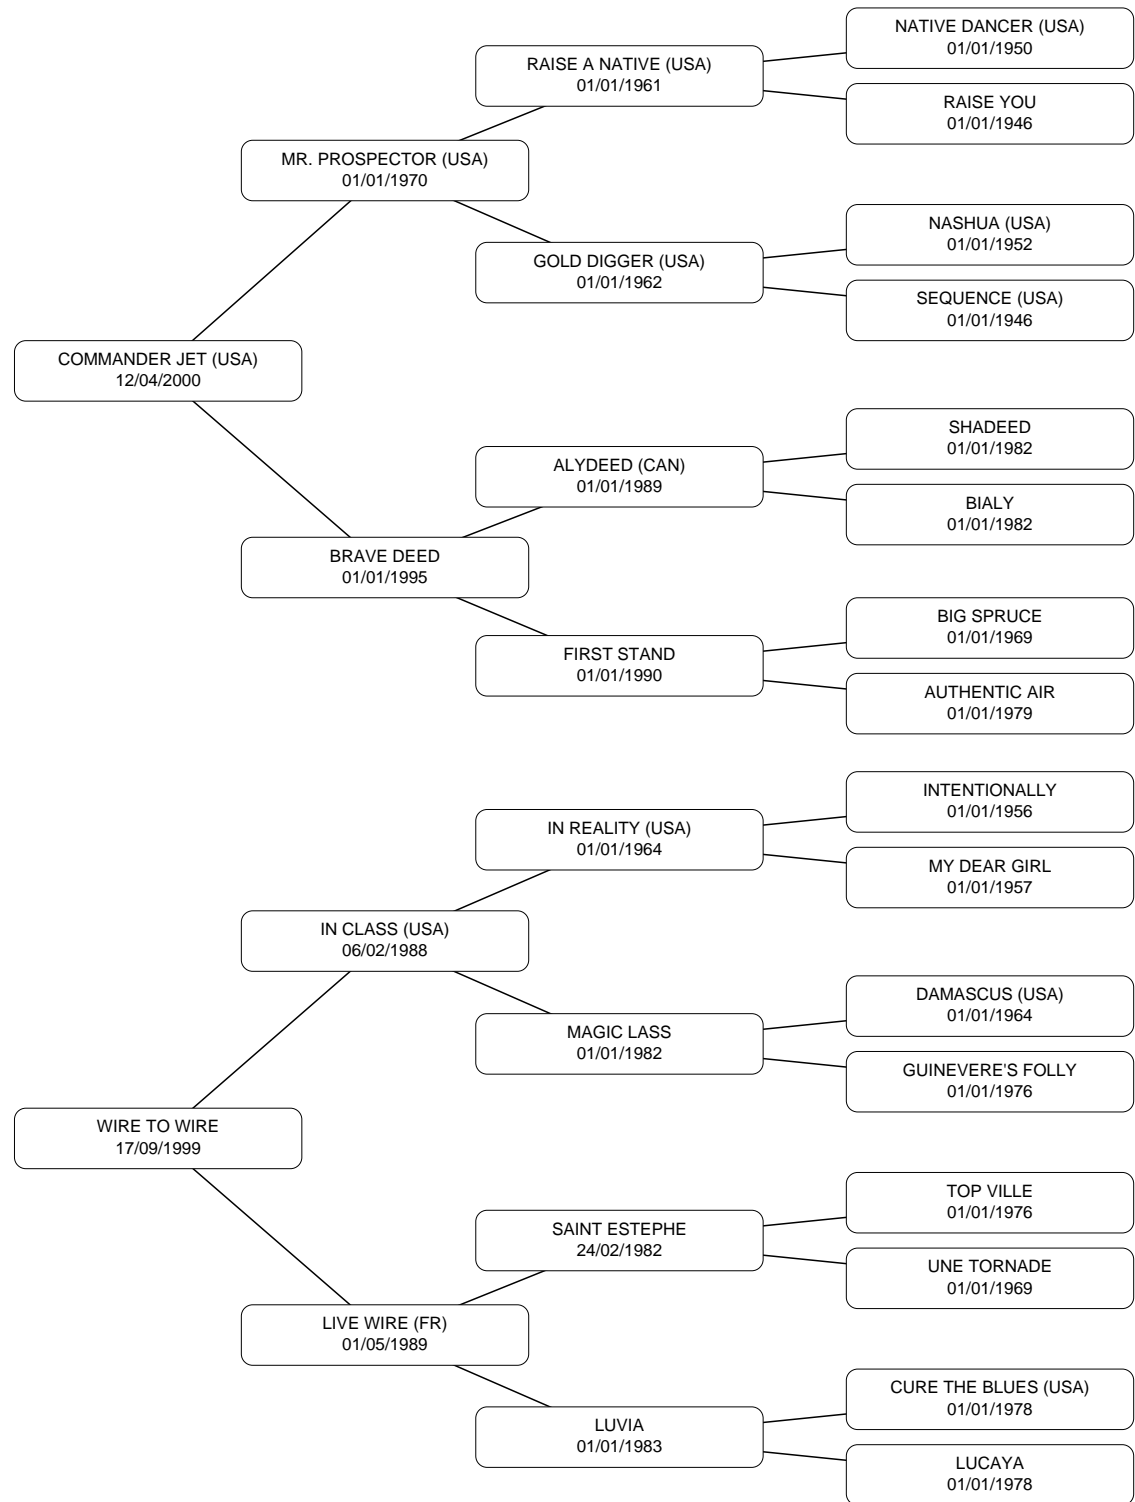 NATIVE DANCER (USA)
01/01/1950
RAISE A NATIVE (USA)
01/01/1961
RAISE YOU
01/01/1946
MR. PROSPECTOR (USA)
01/01/1970
NASHUA (USA)
01/01/1952
GOLD DIGGER (USA)
01/01/1962
SEQUENCE (USA)
01/01/1946
COMMANDER JET (USA)
12/04/2000
SHADEED
01/01/1982
ALYDEED (CAN)
01/01/1989
BIALY
01/01/1982
BRAVE DEED
01/01/1995
BIG SPRUCE
01/01/1969
FIRST STAND
01/01/1990
AUTHENTIC AIR
01/01/1979
INTENTIONALLY
01/01/1956
IN REALITY (USA)
01/01/1964
MY DEAR GIRL
01/01/1957
IN CLASS (USA)
06/02/1988
DAMASCUS (USA)
01/01/1964
MAGIC LASS
01/01/1982
GUINEVERE'S FOLLY
01/01/1976
WIRE TO WIRE
17/09/1999
TOP VILLE
01/01/1976
SAINT ESTEPHE
24/02/1982
UNE TORNADE
01/01/1969
LIVE WIRE (FR)
01/05/1989
CURE THE BLUES (USA)
01/01/1978
LUVIA
01/01/1983
LUCAYA
01/01/1978